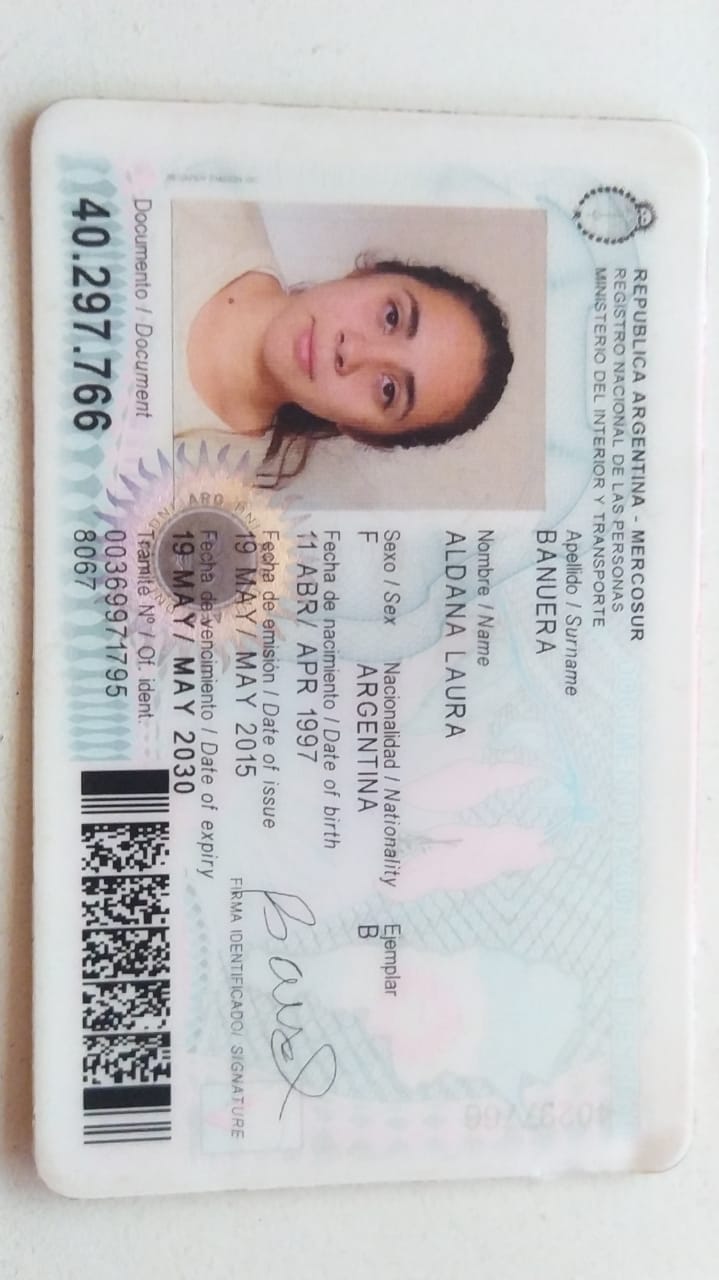 REPUBLICA ARGENTINA - MERCOSUR
REGISTRO NACIONAL DE LAS PERSONAS
MINISTERIO DEL INTERIOR Y TRANSPORTE
Apellido / Surname
BANUERA
Nombre / Name
ALDANA LAURA
Sexo / Sex Nacionalidad / Nationality Ejemplar
F ARGENTINA B
Fecha de nacimiento / Date of birth
11 ABR/ APR 1997
Fecha de emisión / Date of issue
19 MAY/ MAY 2015
Fecha de vencimiento / Date of expiry
19 MAY/ MAY 2030
FIRMA IDENTIFICADO/ SIGNATURE
Documento / Document
40.297.766
Trámite Nº / Of. ident.
00369971795
8067